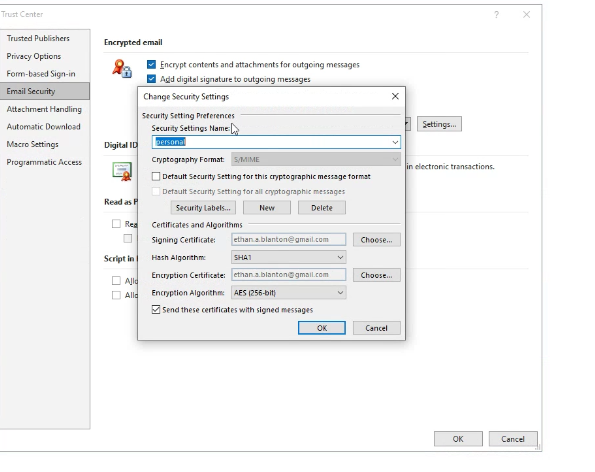 Trust Center
Trusted Publishers
Privacy Options
Form-based Sign-in
Email Security
Attachment Handling
Automatic Download
Macro Settings
Programmatic Access
Encrypted email
Encrypt contents and attachments for outgoing messages
Add digital signature to outgoing messages
Settings...
Digital ID
in electronic transactions.
Read as P
Rea
Script in
Allo
Allo
Change Security Settings
Security Setting Preferences
Security Settings Name:
personal
Cryptography Format: S/MIME
Default Security Setting for this cryptographic message format
Default Security Setting for all cryptographic messages
Security Labels... New Delete
Certificates and Algorithms
Signing Certificate: ethan.a.blanton@gmail.com Choose...
Hash Algorithm: SHA1
Encryption Certificate: ethan.a.blanton@gmail.com Choose...
Encryption Algorithm: AES (256-bit)
Send these certificates with signed messages
OK Cancel
OK Cancel